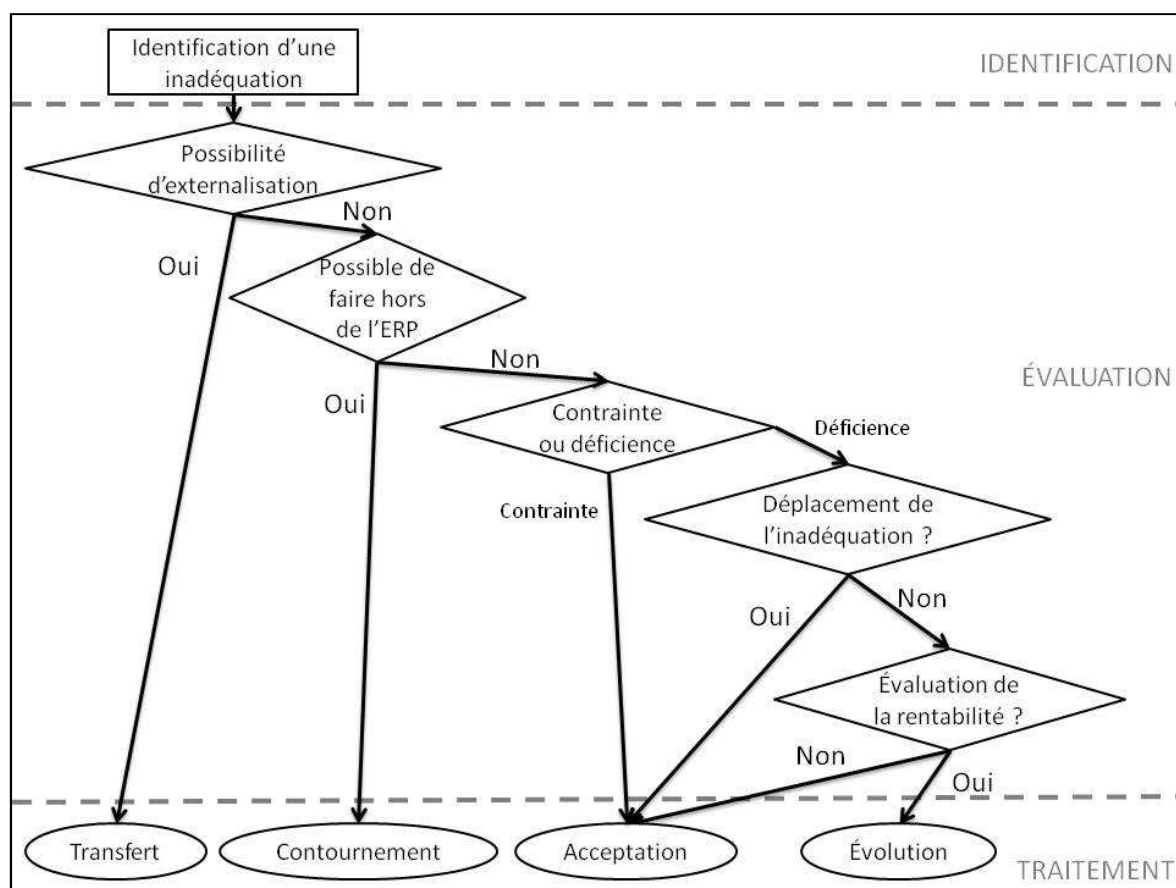 Identification d’une
inadéquation
IDENTIFICATION
Possibilité
d’externalisation
Non
Oui
Possible de
faire hors
de l’ERP
Non
Oui
ÉVALUATION
Contrainte
ou déficience
Déficience
Contrainte
Déplacement de
l’inadéquation ?
Non
Oui
Évaluation de
la rentabilité ?
Non
Oui
Transfert
Contournement
Acceptation
Évolution
TRAITEMENT